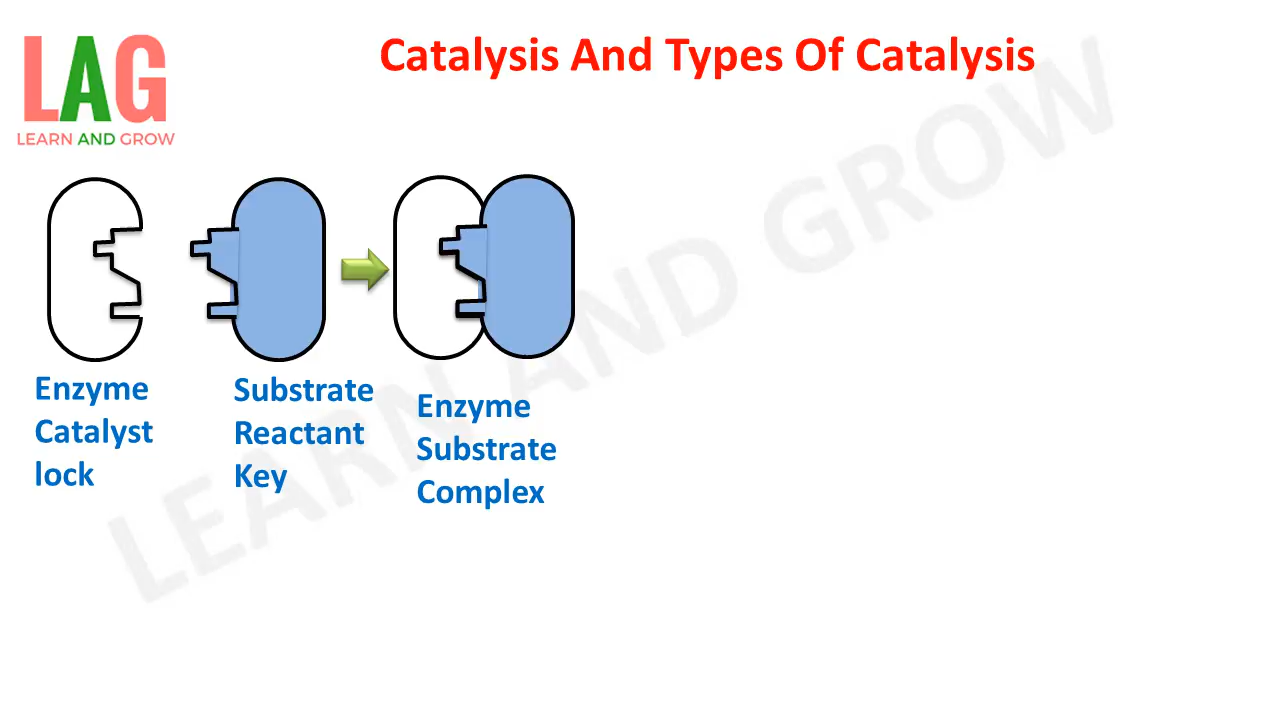 LAG
LEARN AND GROW
Catalysis And Types Of Catalysis
Enzyme
Catalyst
lock
Substrate
Reactant
Key
Enzyme
Substrate
Complex
LEARN AND GROW